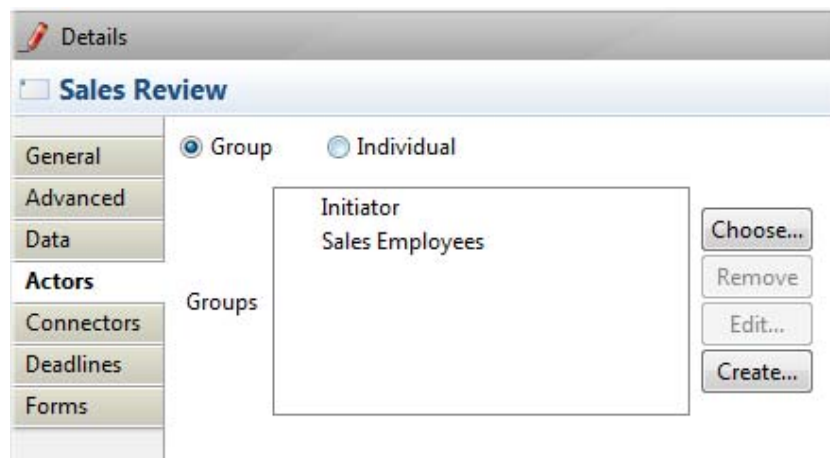 Details
Sales Review
General
Advanced
Data
Actors
Connectors
Deadlines
Forms
Group Individual
Groups
Initiator
Sales Employees
Choose...
Remove
Edit...
Create...